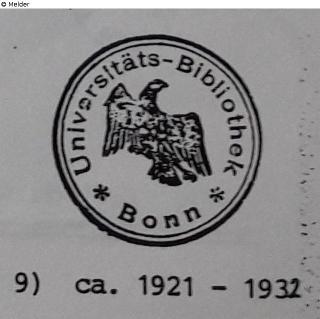 © Melder
Universitäts-Bibliothek
* Bonn *
9) ca. 1921 - 1932